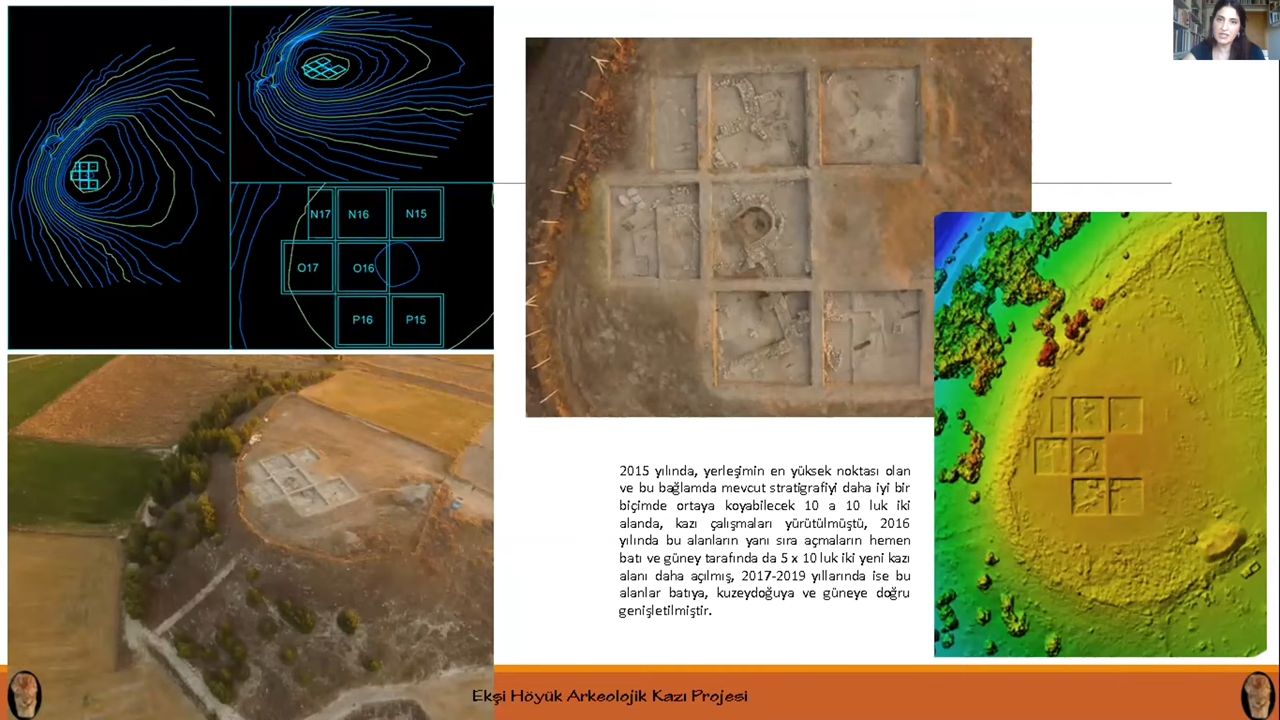 N17 N16 N15
O17 O16
P16 P15
2015 yılında, yerleşimin en yüksek noktası olan
ve bu bağlamda mevcut stratigrafiyi daha iyi bir
biçimde ortaya koyabilecek 10 a 10 luk iki
alanda, kazı çalışmaları yürütülmüştü, 2016
yılında bu alanların yanı sıra açmaların hemen
batı ve güney tarafında da 5 x 10 luk iki yeni kazı
alanı daha açılmış, 2017-2019 yıllarında ise bu
alanlar batıya, kuzeydoğuya ve güneye doğru
genişletilmiştir.
Ekşi Höyük Arkeolojik Kazı Projesi